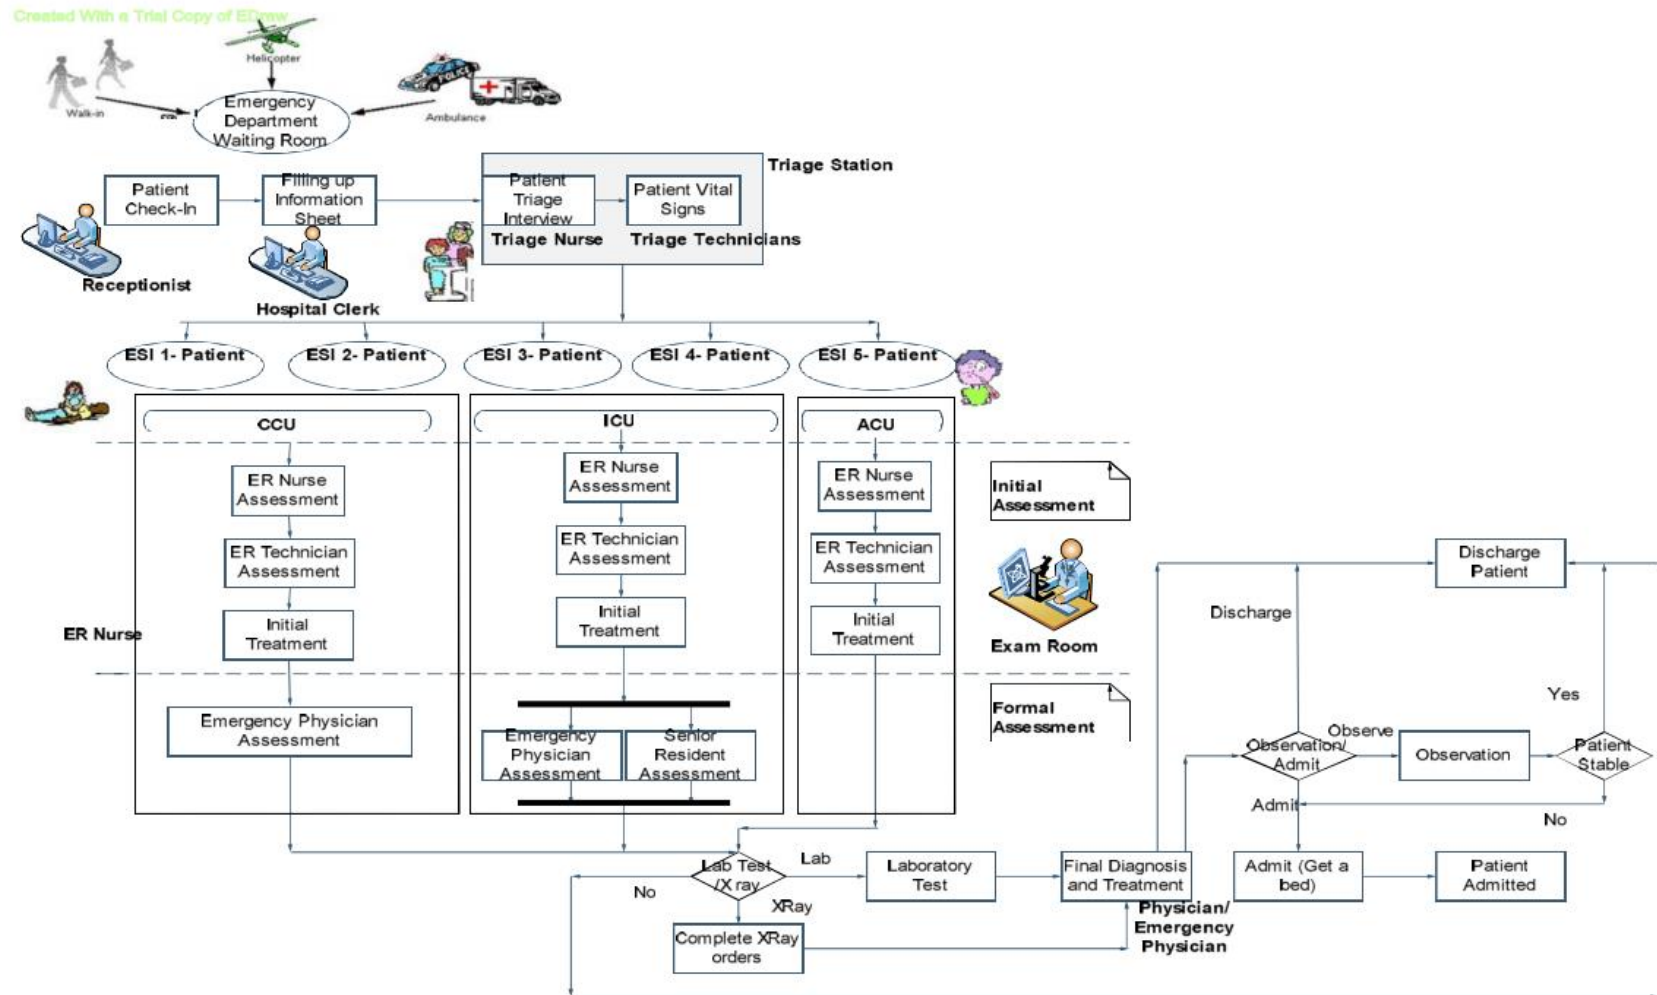 Created With a Trial Copy of EDraw
Helicopter
Walk-in
Ambulance
POLICE
Emergency
Department
Waiting Room
Triage Station
Patient
Check-In
Filling up
Information
Sheet
Patient
Triage
Interview
Patient Vital
Signs
Triage Nurse
Triage Technicians
Receptionist
Hospital Clerk
ESI 1- Patient
ESI 2- Patient
ESI 3- Patient
ESI 4- Patient
ESI 5- Patient
CCU
ICU
ACU
ER Nurse
Assessment
ER Technician
Assessment
Initial
Treatment
ER Nurse
Assessment
ER Technician
Assessment
Initial
Treatment
ER Nurse
Assessment
ER Technician
Assessment
Initial
Treatment
Initial
Assessment
Exam Room
ER Nurse
Formal
Assessment
Emergency Physician
Assessment
Emergency
Physician
Assessment
Senior
Resident
Assessment
Discharge
Patient
Discharge
Yes
Observation/
Admit
Observe
Observation
Patient
Stable
Admit
No
Lab Test
/X ray
Lab
No
XRay
Laboratory
Test
Complete XRay
orders
Final Diagnosis
and Treatment
Physician/
Emergency
Physician
Admit (Get a
bed)
Patient
Admitted